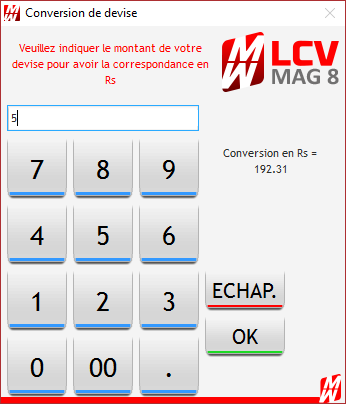 Conversion de devise
Veuillez indiquer le montant de votre
devise pour avoir la correspondance en
Rs
LCV
MAG 8
5
Conversion en Rs =
192.31
7 8 9
4 5 6
1 2 3
ECHAP.
OK
0 00 .